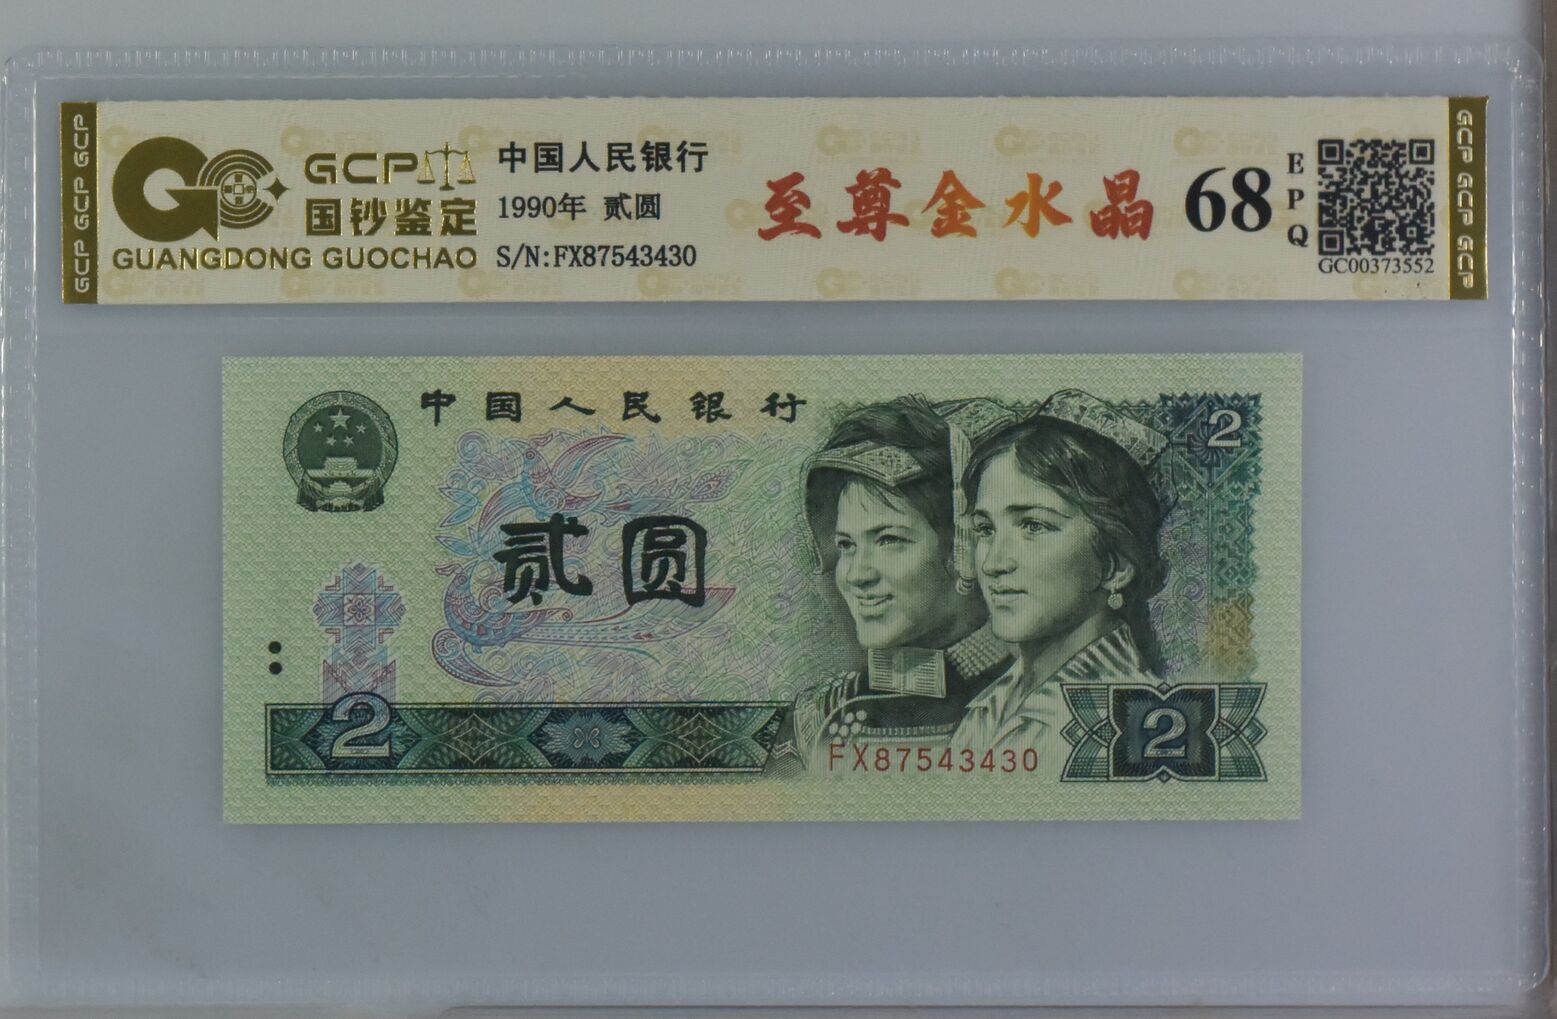 GCP GCP GCP
GCP
国钞鉴定
GUANGDONG GUOCHAO
中国人民银行
1990年 贰圆
S/N:FX87543430
至尊金水晶
68
EPQ
GC00373552
GCP GCP GCP
中国人民银行
2
贰圆
2
FX87543430
2